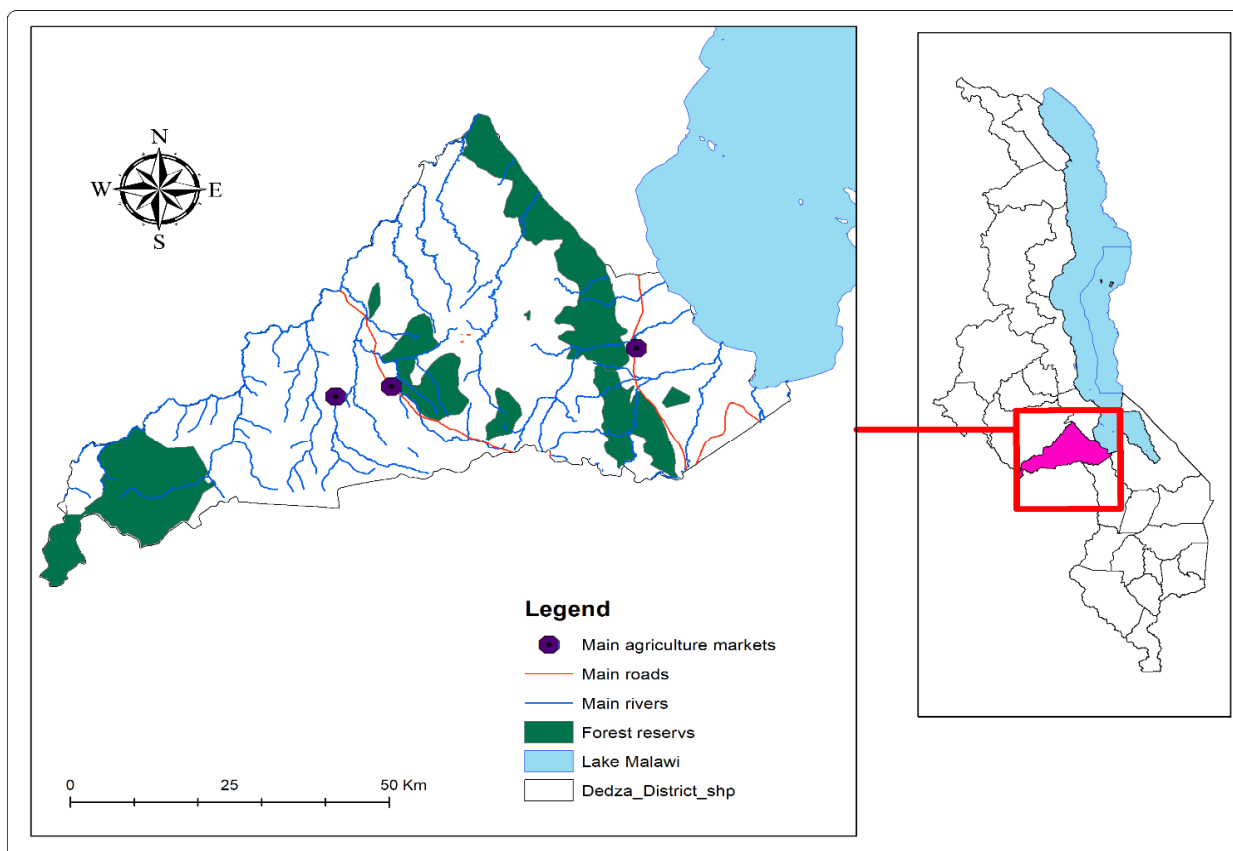 N
W E
S
Legend
Main agriculture markets
Main roads
Main rivers
Forest reservs
Lake Malawi
Dedza_District_shp
0 25 50 Km